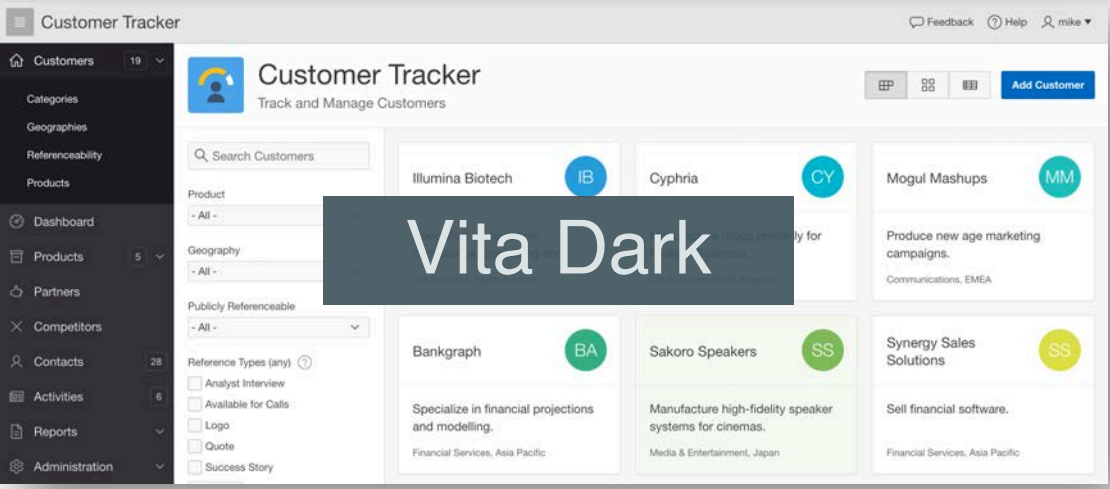 Customer Tracker
Feedback
Help
mike
Customers 19
Categories
Geographies
Referenceability
Products
Dashboard
Products 5
Partners
Competitors
Contacts 28
Activities 6
Reports
Administration
Customer Tracker
Track and Manage Customers
Add Customer
Search Customers
Product
- All -
Geography
- All -
Publicly Referenceable
- All -
Reference Types (any) ?
Analyst Interview
Available for Calls
Logo
Quote
Success Story
Illumina Biotech IB
Cyphria CY
drugs primarily for
Mogul Mashups MM
Produce new age marketing
campaigns.
Communications, EMEA
Vita Dark
Bankgraph BA
Specialize in financial projections
and modelling.
Financial Services, Asia Pacific
Sakoro Speakers SS
Manufacture high-fidelity speaker
systems for cinemas.
Media & Entertainment, Japan
Synergy Sales
Solutions SS
Sell financial software.
Financial Services, Asia Pacific